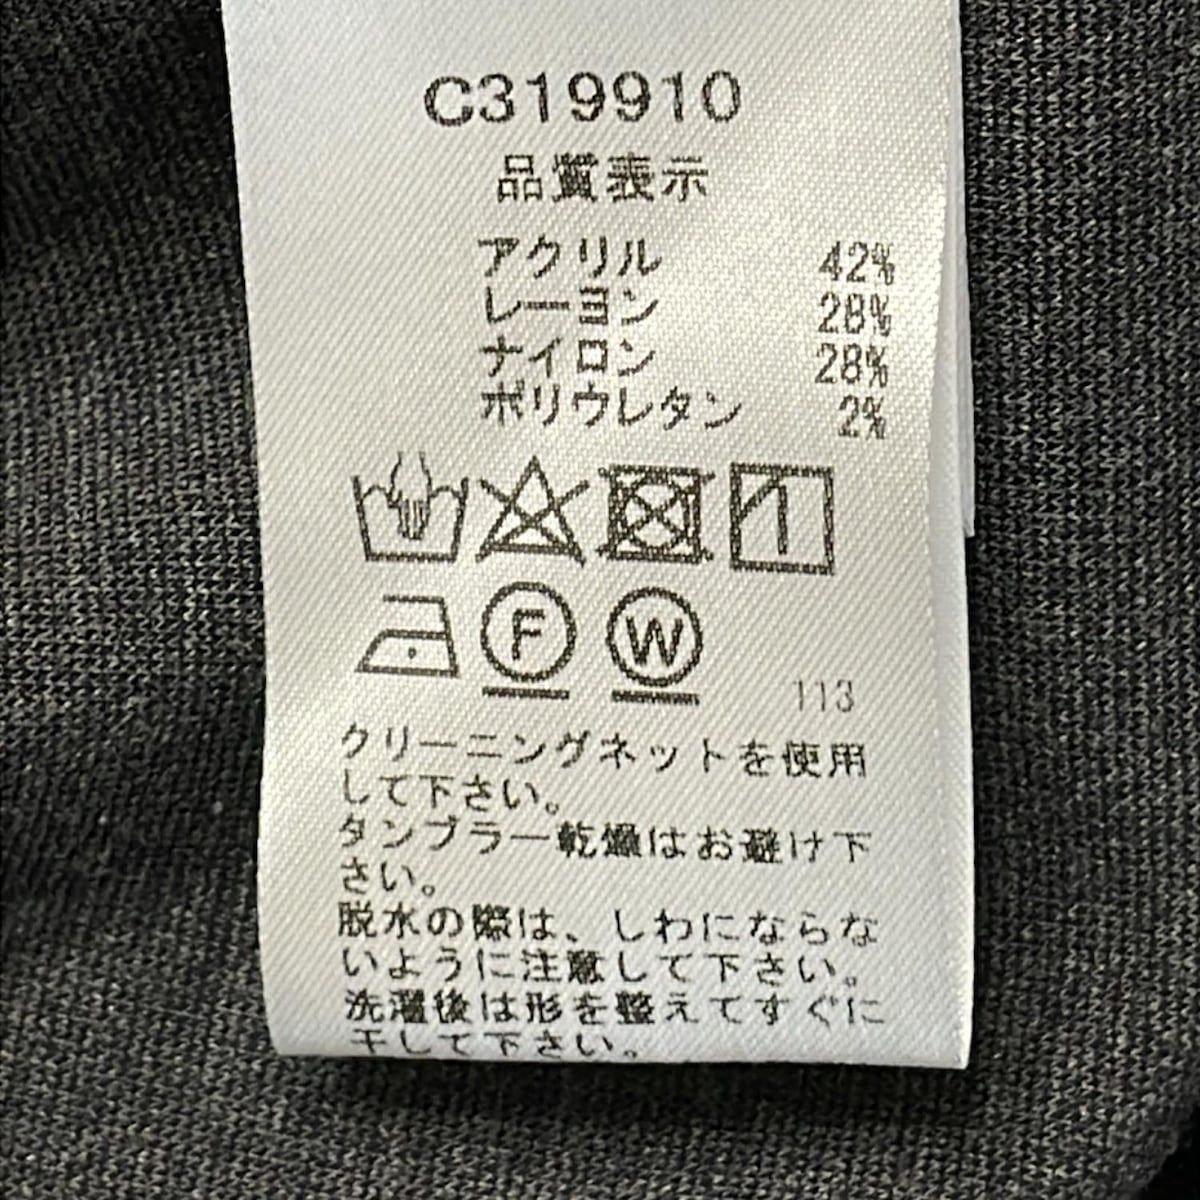 C319910
品質表示
アクリル 42%
レーヨン 28%
ナイロン 28%
ポリウレタン 2%
F W
113
クリーニングネットを使用
して下さい。
タンブラー乾燥はお避け下
さい。
脱水の際は、しわにならな
いように注意して下さい。
洗濯後は形を整えてすぐに
干して下さい。